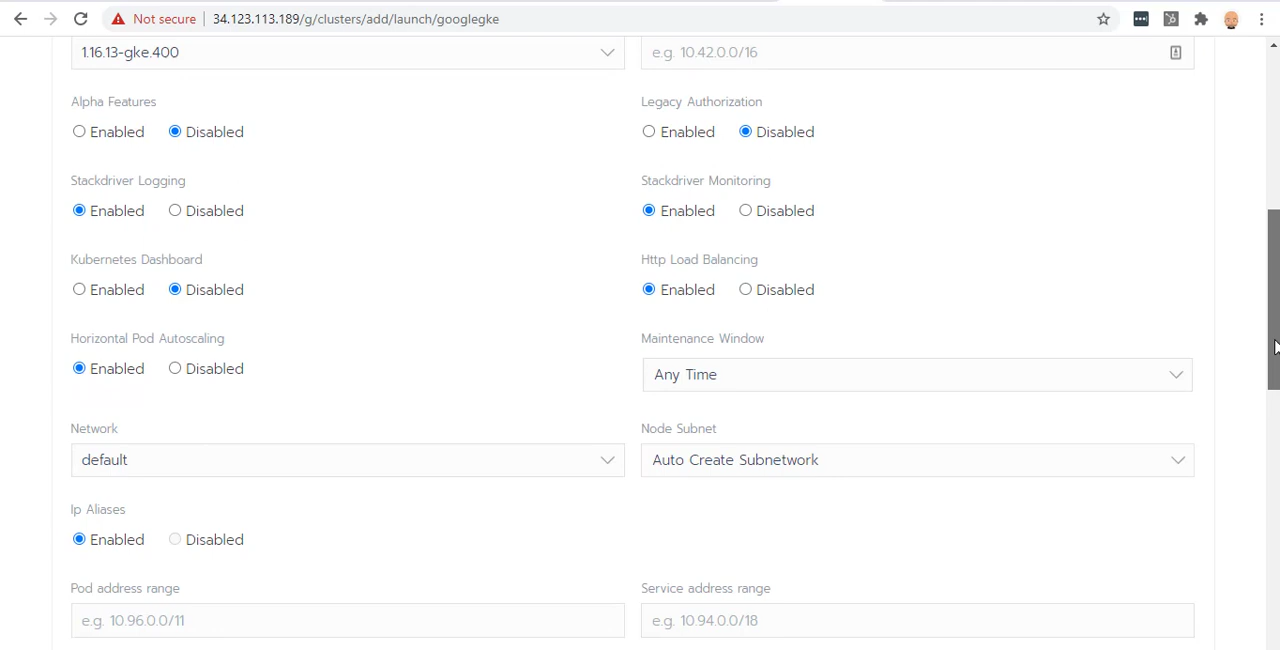 Not secure 34.123.113.189/g/clusters/add/launch/googlegke
1.16.13-gke.400 e.g. 10.42.0.0/16
Alpha Features Legacy Authorization
Enabled Disabled Enabled Disabled
Stackdriver Logging Stackdriver Monitoring
Enabled Disabled Enabled Disabled
Kubernetes Dashboard Http Load Balancing
Enabled Disabled Enabled Disabled
Horizontal Pod Autoscaling Maintenance Window
Enabled Disabled Any Time
Network Node Subnet
default Auto Create Subnetwork
Ip Aliases
Enabled Disabled
Pod address range Service address range
e.g. 10.96.0.0/11 e.g. 10.94.0.0/18